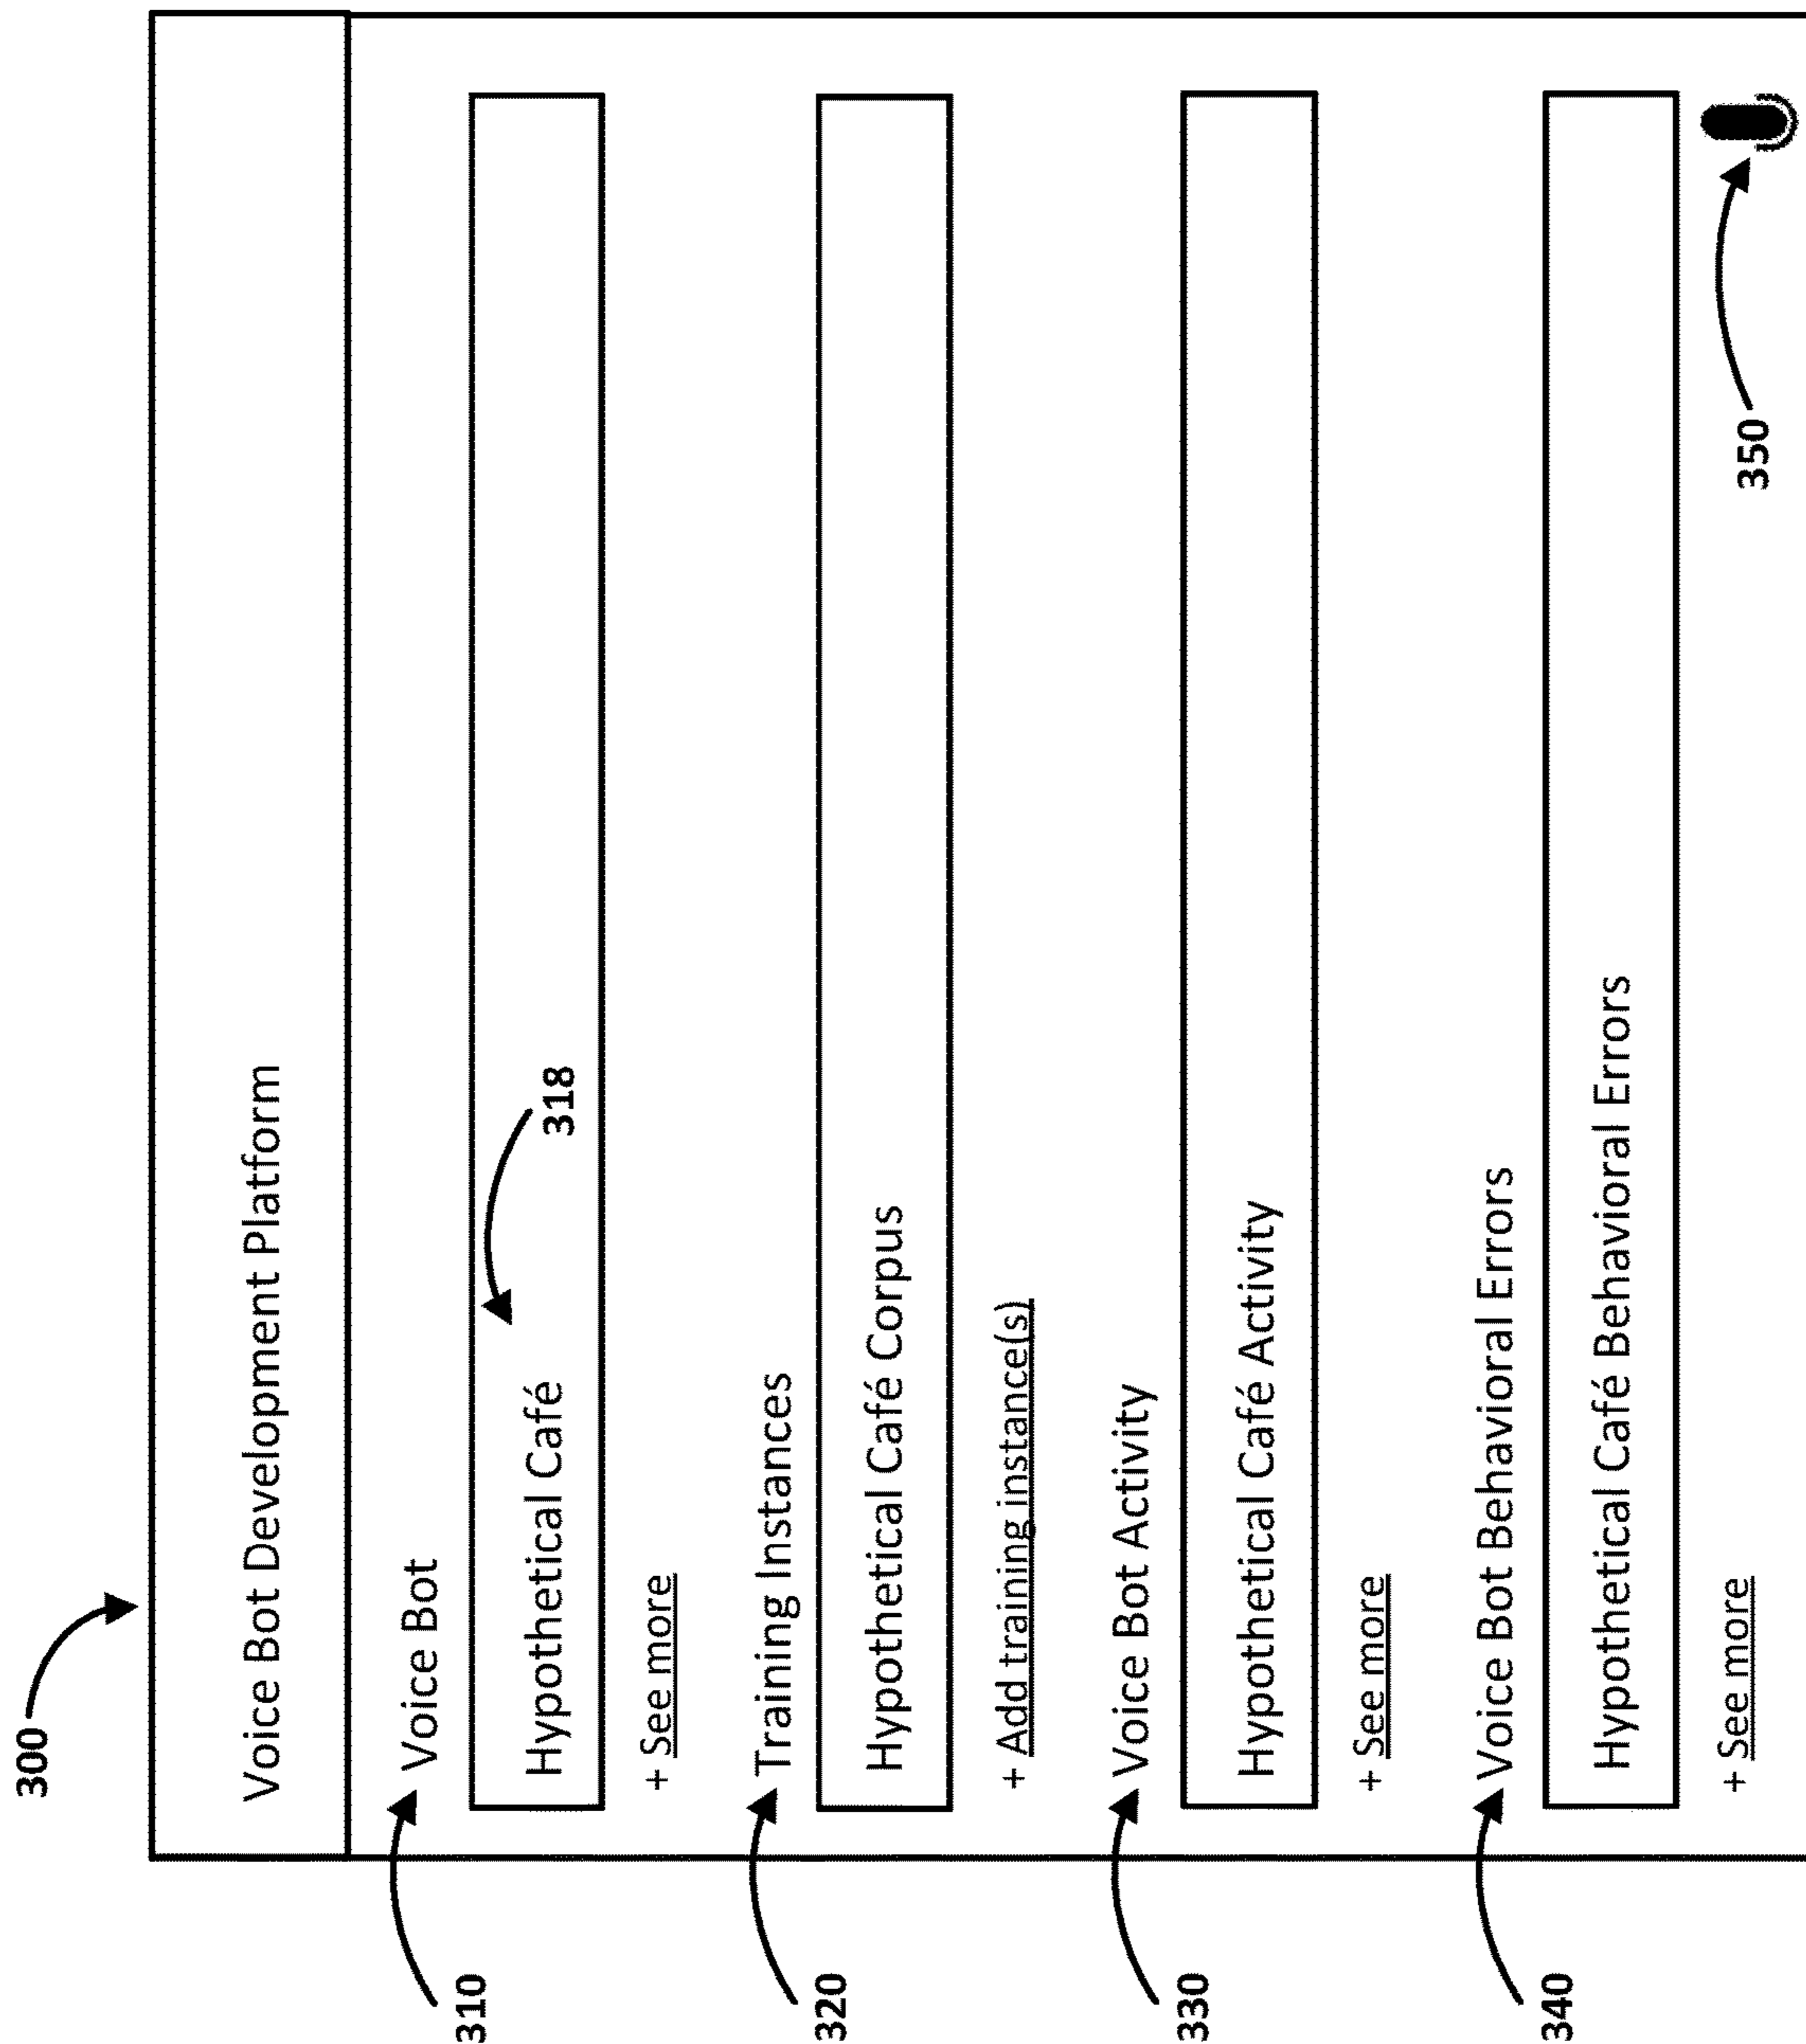 300
Voice Bot Development Platform
310
Voice Bot
Hypothetical Café
318
+ See more
320
Training Instances
Hypothetical Café Corpus
+ Add training instance(s)
330
Voice Bot Activity
Hypothetical Café Activity
+ See more
340
Voice Bot Behavioral Errors
Hypothetical Café Behavioral Errors
+ See more
350